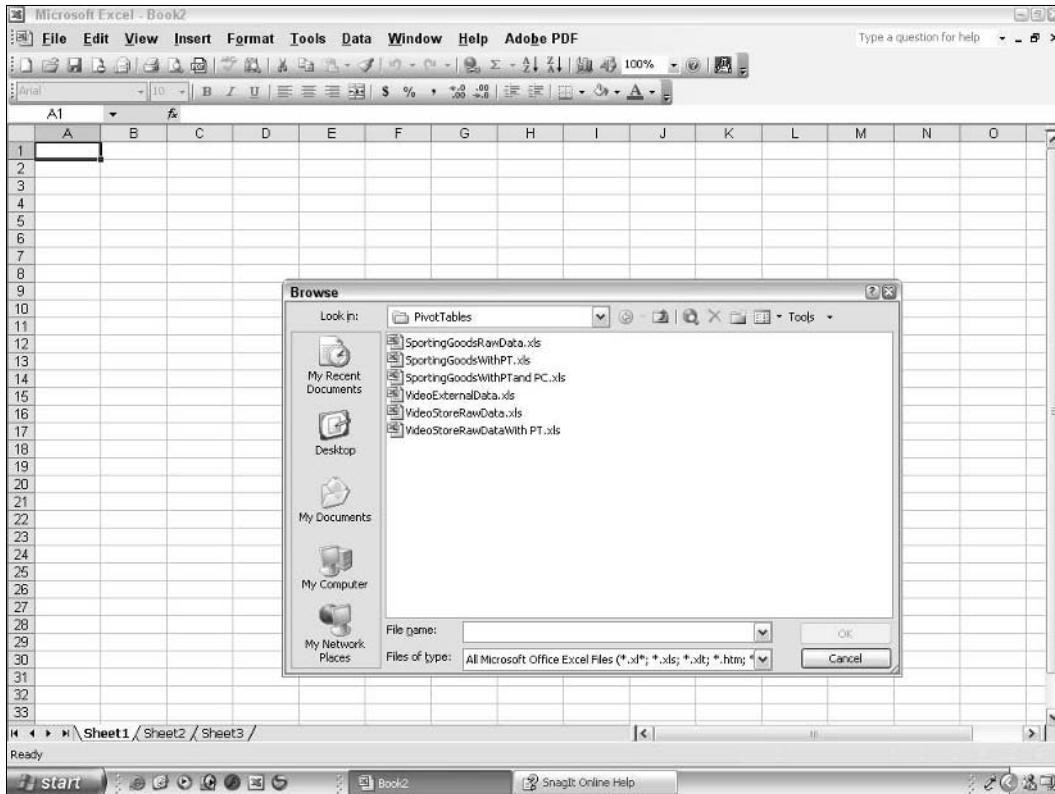 Microsoft Excel - Book2
File Edit View Insert Format Tools Data Window Help Adobe PDF Type a question for help
100%
Arial 10 B I U $ % ,
A1 fx
A B C D E F G H I J K L M N O
1
2
3
4
5
6
7
8
9
10
11
12
13
14
15
16
17
18
19
20
21
22
23
24
25
26
27
28
29
30
31
32
33
Browse
Look in: PivotTables Tools
SportingGoodsRawData.xls
SportingGoodsWithPT.xls
SportingGoodsWithPTand PC.xls
VideoExternalData.xls
VideoStoreRawData.xls
VideoStoreRawDataWith PT.xls
My Recent
Documents
Desktop
My Documents
My Computer
My Network
Places
File name: OK
Files of type: All Microsoft Office Excel Files (*.xl*; *.xls; *.xlt; *.htm; * Cancel
Sheet1 / Sheet2 / Sheet3 /
Ready
start Book2 SnagIt Online Help